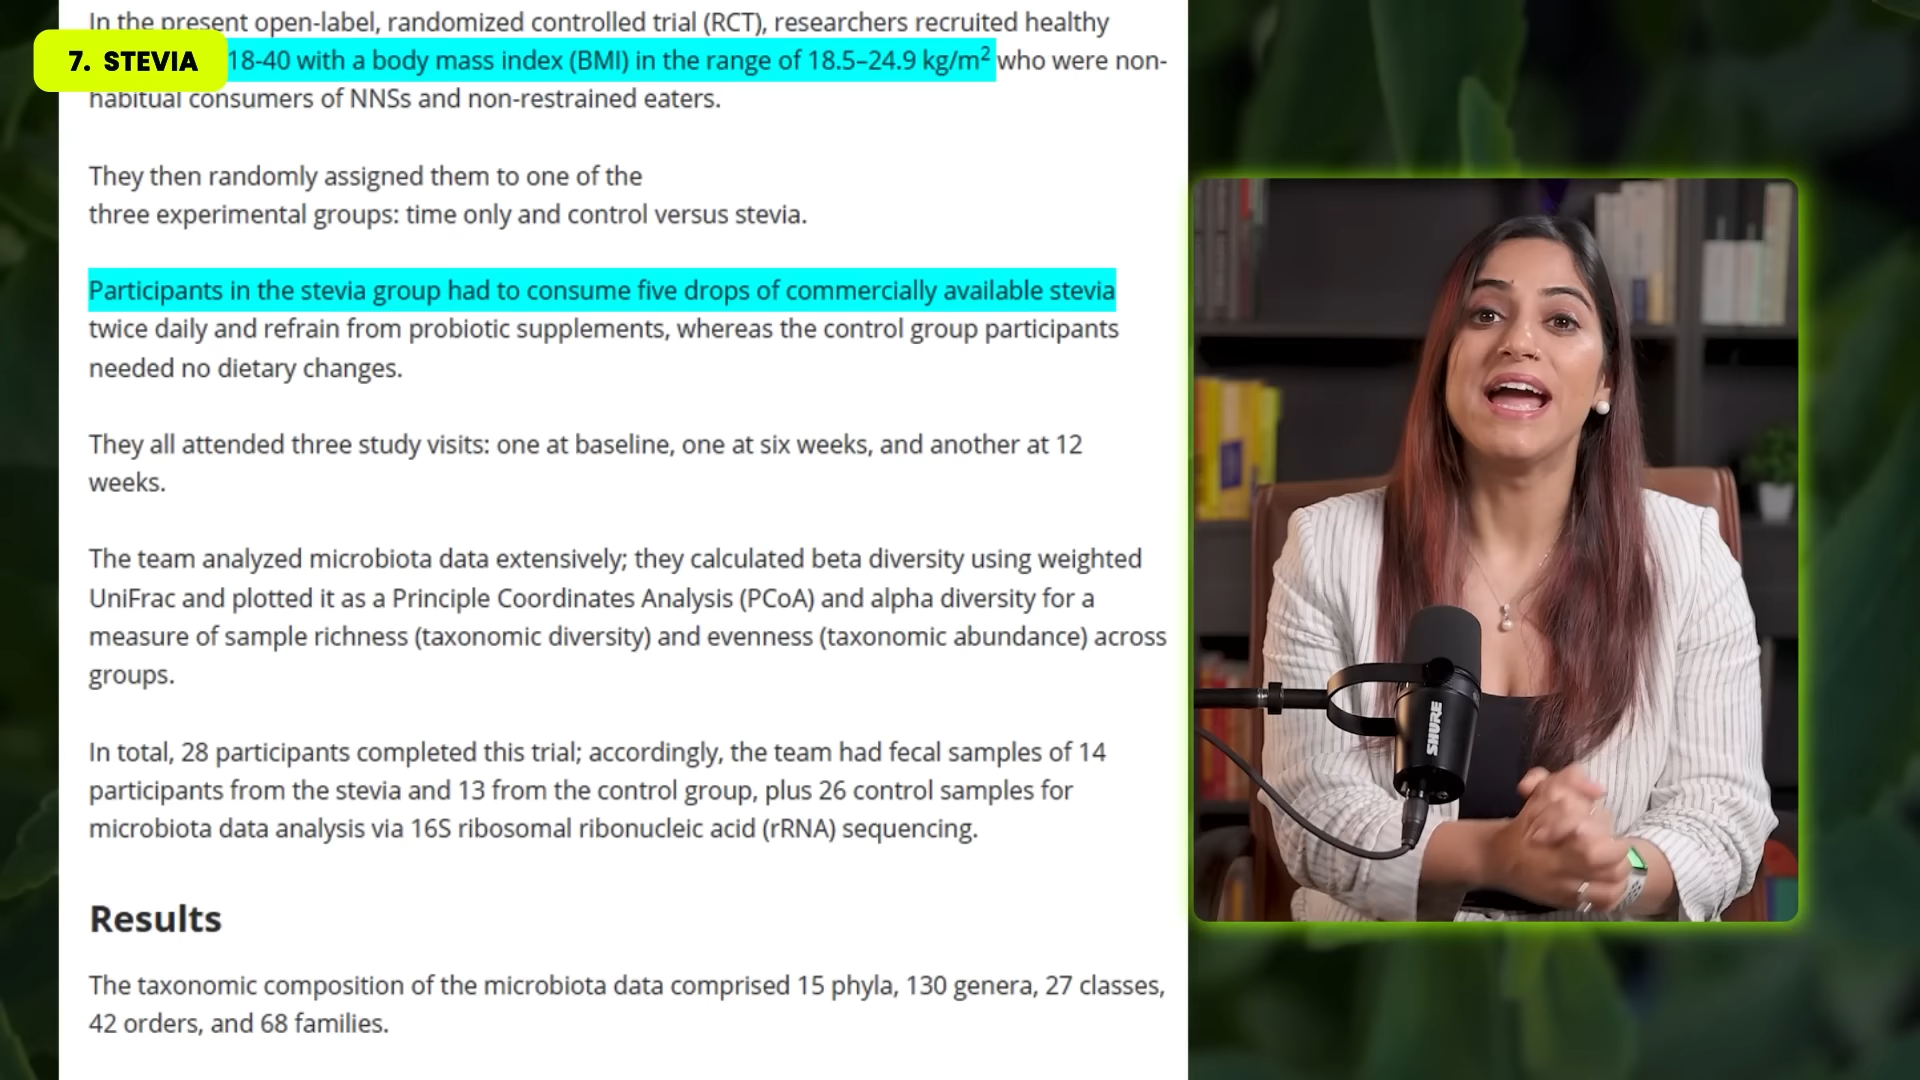 In the present open-label, randomized controlled trial (RCT), researchers recruited healthy
7. STEVIA
18-40 with a body mass index (BMI) in the range of 18.5–24.9 kg/m² who were non-
habitual consumers of NNSs and non-restrained eaters.
They then randomly assigned them to one of the
three experimental groups: time only and control versus stevia.
Participants in the stevia group had to consume five drops of commercially available stevia
twice daily and refrain from probiotic supplements, whereas the control group participants
needed no dietary changes.
They all attended three study visits: one at baseline, one at six weeks, and another at 12
weeks.
The team analyzed microbiota data extensively; they calculated beta diversity using weighted
UniFrac and plotted it as a Principle Coordinates Analysis (PCoA) and alpha diversity for a
measure of sample richness (taxonomic diversity) and evenness (taxonomic abundance) across
groups.
In total, 28 participants completed this trial; accordingly, the team had fecal samples of 14
participants from the stevia and 13 from the control group, plus 26 control samples for
microbiota data analysis via 16S ribosomal ribonucleic acid (rRNA) sequencing.
Results
The taxonomic composition of the microbiota data comprised 15 phyla, 130 genera, 27 classes,
42 orders, and 68 families.
SHURE